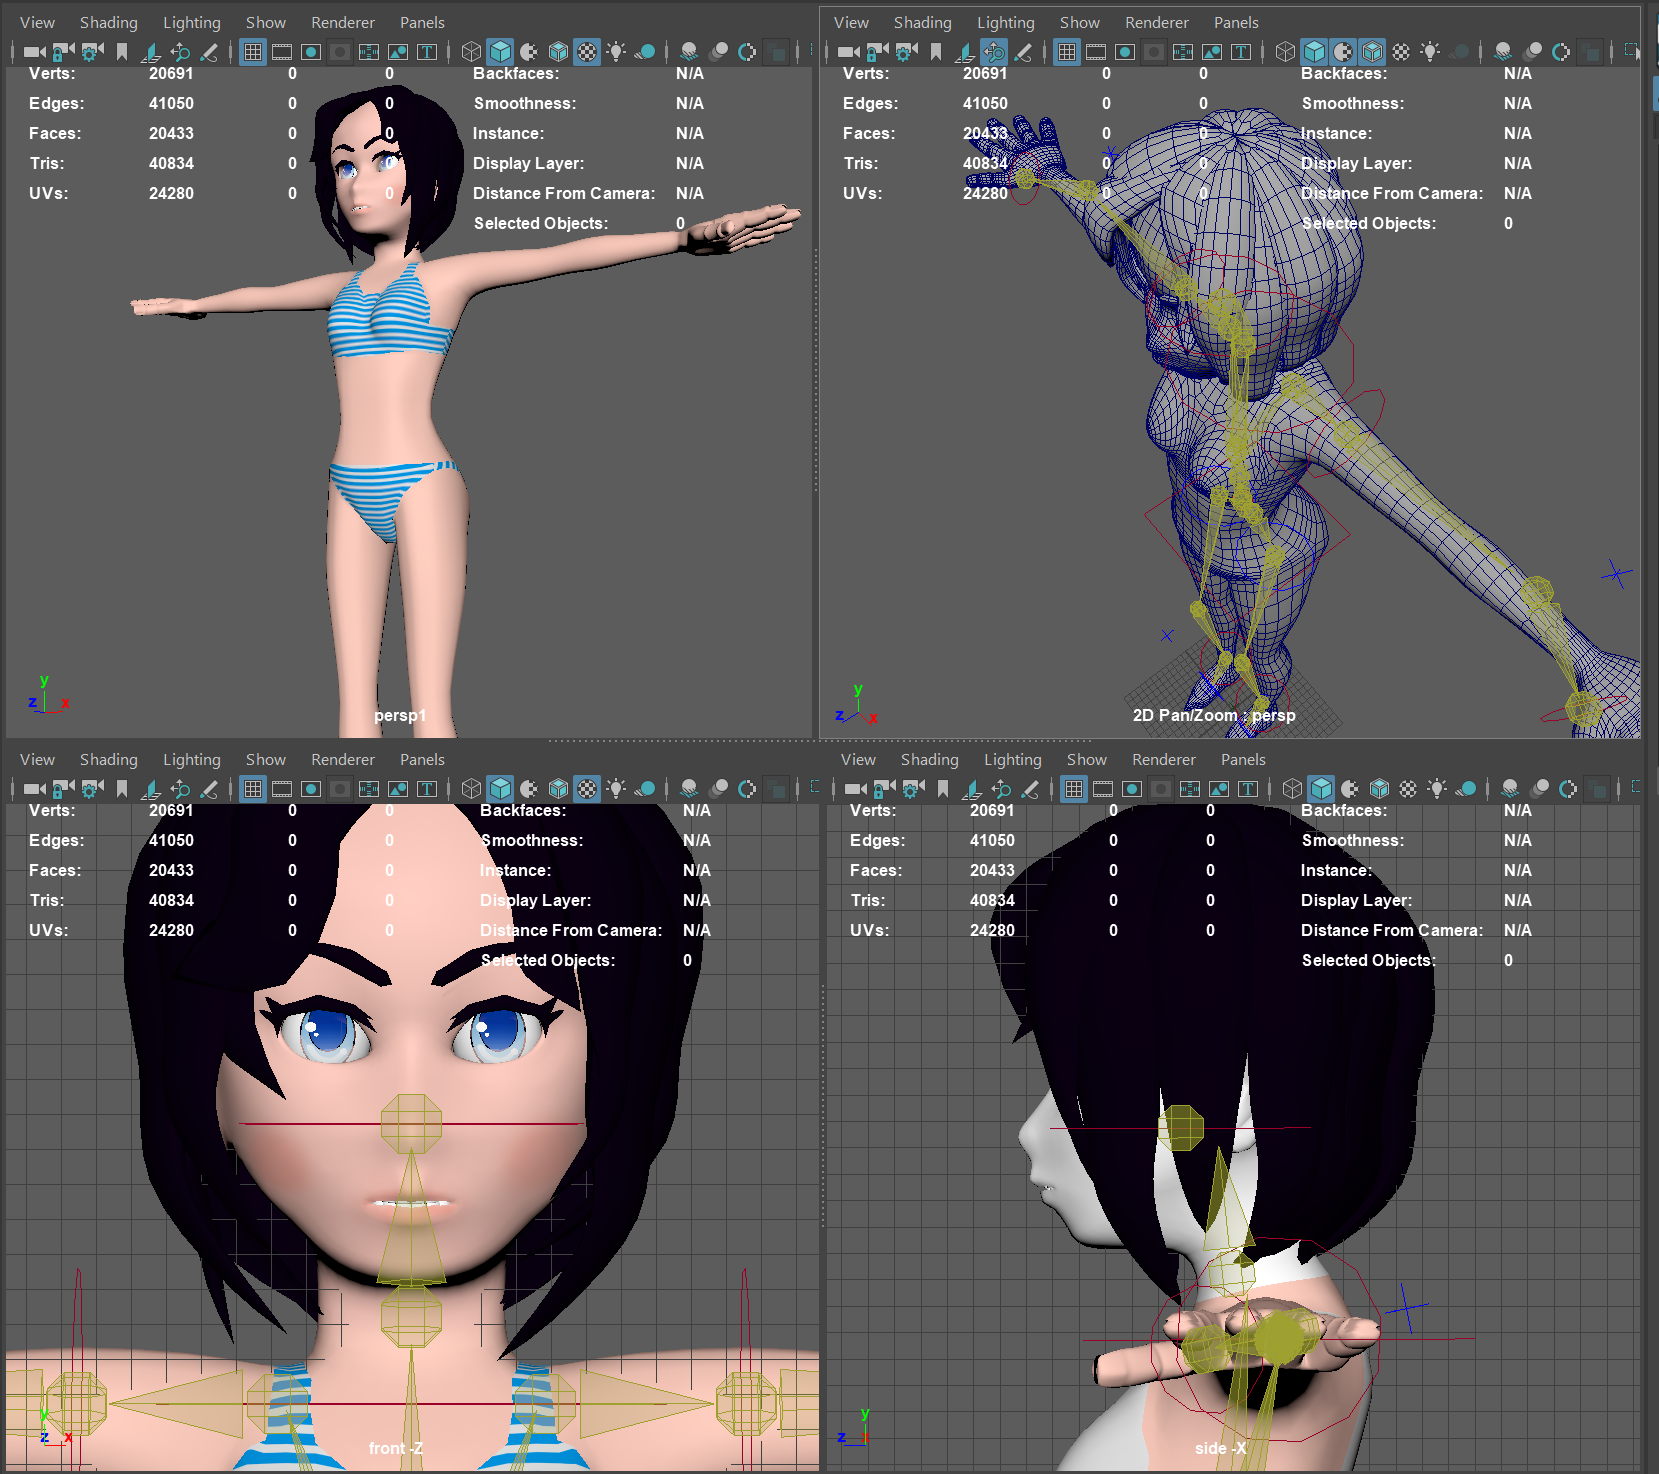 View Shading Lighting Show Renderer Panels
Verts: 20691 0 0 Backfaces: N/A
Edges: 41050 0 0 Smoothness: N/A
Faces: 20433 0 0 Instance: N/A
Tris: 40834 0 0 Display Layer: N/A
UVs: 24280 0 0 Distance From Camera: N/A
Selected Objects: 0
y
z x
persp1
View Shading Lighting Show Renderer Panels
Verts: 20691 0 0 Backfaces: N/A
Edges: 41050 0 0 Smoothness: N/A
Faces: 20433 0 0 Instance: N/A
Tris: 40834 0 0 Display Layer: N/A
UVs: 24280 0 0 Distance From Camera: N/A
Selected Objects: 0
y
z x
2D Pan/Zoom : persp
View Shading Lighting Show Renderer Panels
Verts: 20691 0 0 Backfaces: N/A
Edges: 41050 0 0 Smoothness: N/A
Faces: 20433 0 0 Instance: N/A
Tris: 40834 0 0 Display Layer: N/A
UVs: 24280 0 0 Distance From Camera: N/A
Selected Objects: 0
y
z x
front -Z
View Shading Lighting Show Renderer Panels
Verts: 20691 0 0 Backfaces: N/A
Edges: 41050 0 0 Smoothness: N/A
Faces: 20433 0 0 Instance: N/A
Tris: 40834 0 0 Display Layer: N/A
UVs: 24280 0 0 Distance From Camera: N/A
Selected Objects: 0
y
z x
side -X